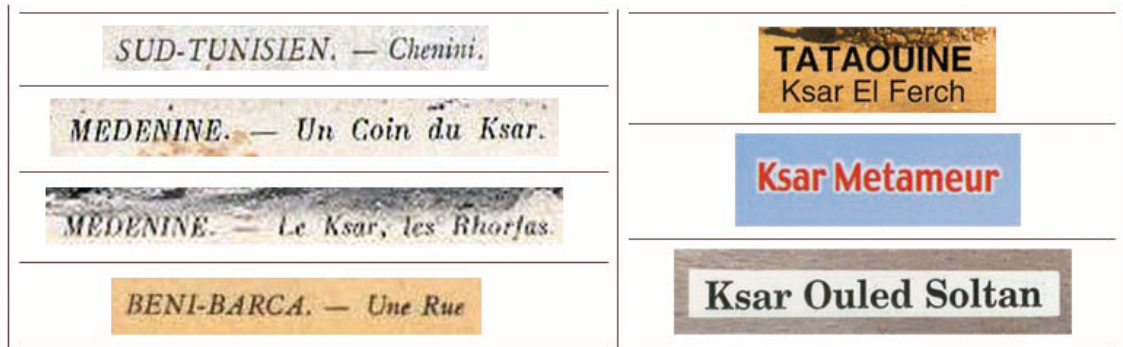 SUD-TUNISIEN. — Chenini.
MEDENINE. — Un Coin du Ksar.
MEDENINE. — Le Ksar, les Rhorfas.
BENI-BARCA. — Une Rue
TATAOUINE
Ksar El Ferch
Ksar Metameur
Ksar Ouled Soltan